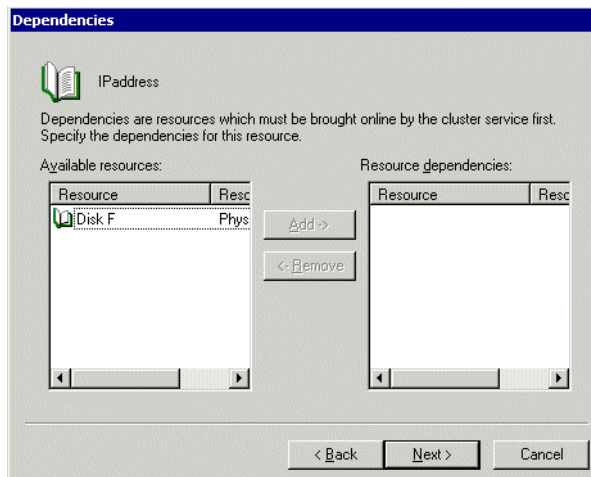 Dependencies
IPaddress
Dependencies are resources which must be brought online by the cluster service first.
Specify the dependencies for this resource.
Available resources:
Resource dependencies:
Resource Resc
Disk F Phys
Add ->
<- Remove
Resource Resc
< Back
Next >
Cancel